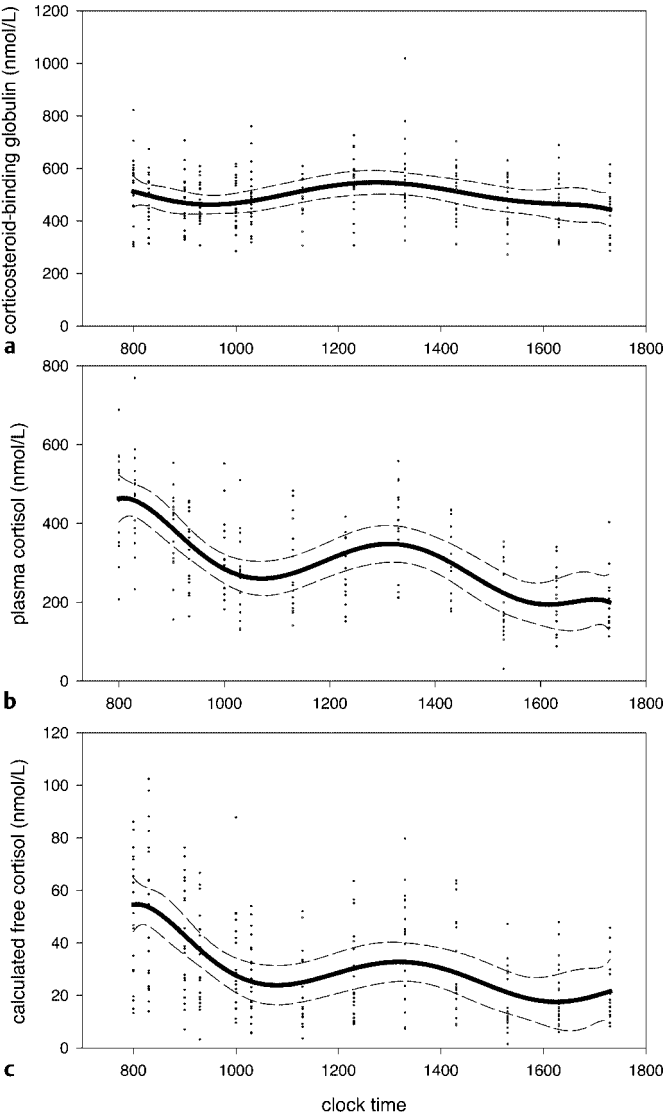 1200
1000
800
600
400
200
0
corticosteroid-binding globulin (nmol/L)
800 1000 1200 1400 1600 1800
a
800
600
400
200
0
plasma cortisol (nmol/L)
800 1000 1200 1400 1600 1800
b
120
100
80
60
40
20
0
calculated free cortisol (nmol/L)
800 1000 1200 1400 1600 1800
c
clock time